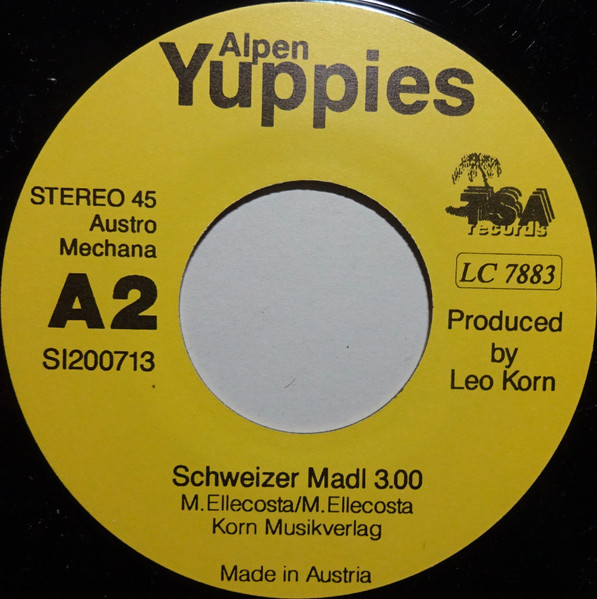 Alpen
Yuppies
STEREO 45
Austro
Mechana
A2
SI200713
TSA
records
LC 7883
Produced
by
Leo Korn
Schweizer Madl 3.00
M.Ellecosta/M.Ellecosta
Korn Musikverlag
Made in Austria